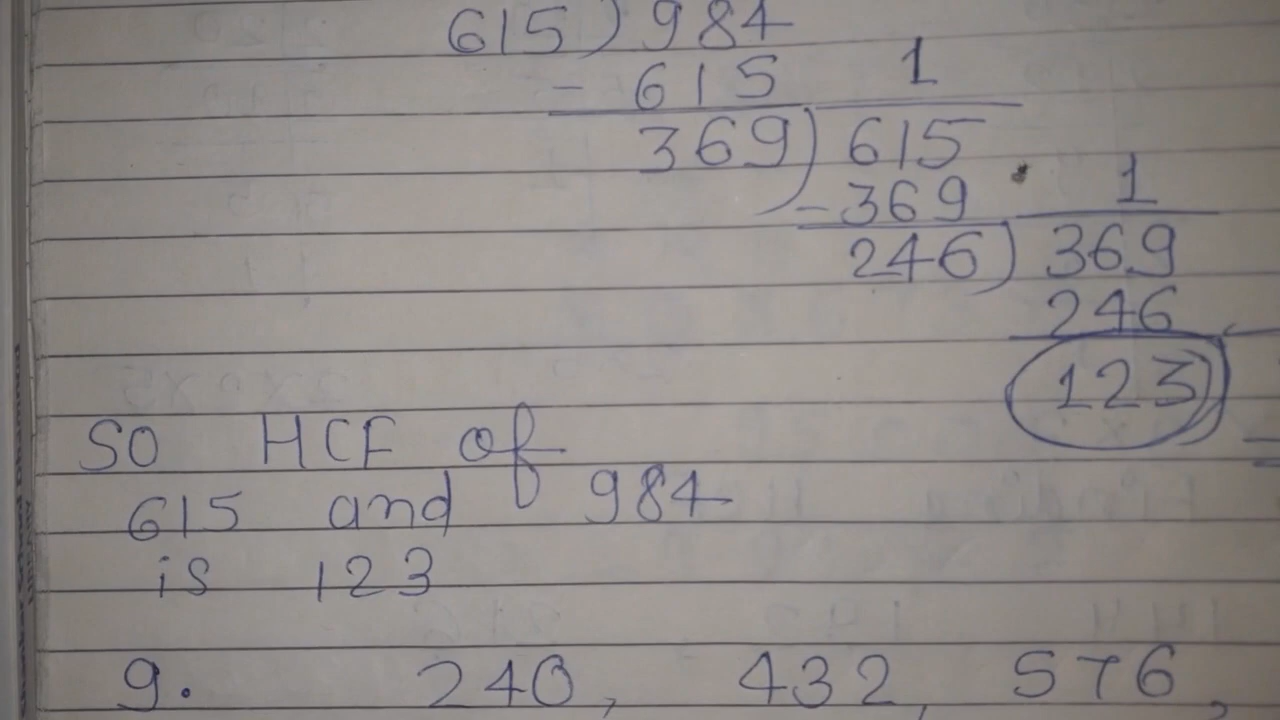 615 ) 984
- 615 1
369 ) 615
- 369 1
246 ) 369
246
123
So HCF of
615 and 984
is 123
9. 240, 432, 576,